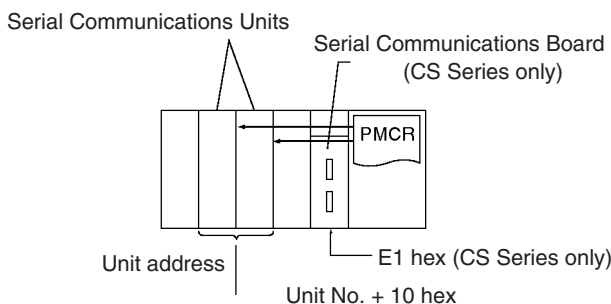 Serial Communications Units
Serial Communications Board
(CS Series only)
PMCR
E1 hex (CS Series only)
Unit address
Unit No. + 10 hex